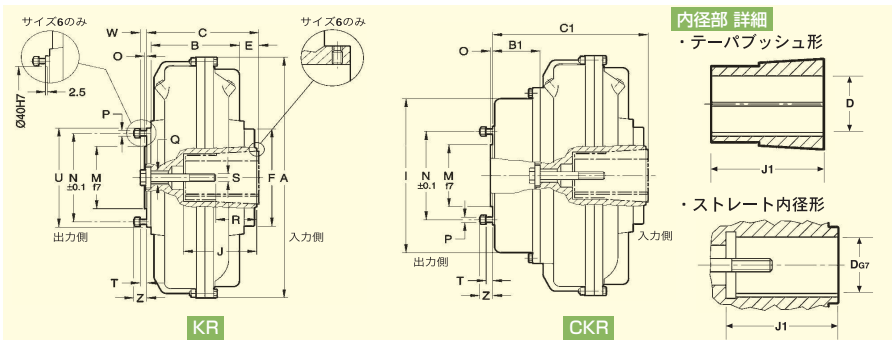 サイズ6のみ
W
C
B
E
O
2.5
Ø40H7
P
Q
U
N
±0.1
M
f7
S
F
A
R
J
出力側
入力側
T
Z
KR
サイズ6のみ
C1
O
B1
I
N
±0.1
M
f7
P
出力側
入力側
T
Z
CKR
内径部 詳細
・テーパブッシュ形
D
J1
・ストレート内径形
DG7
J1